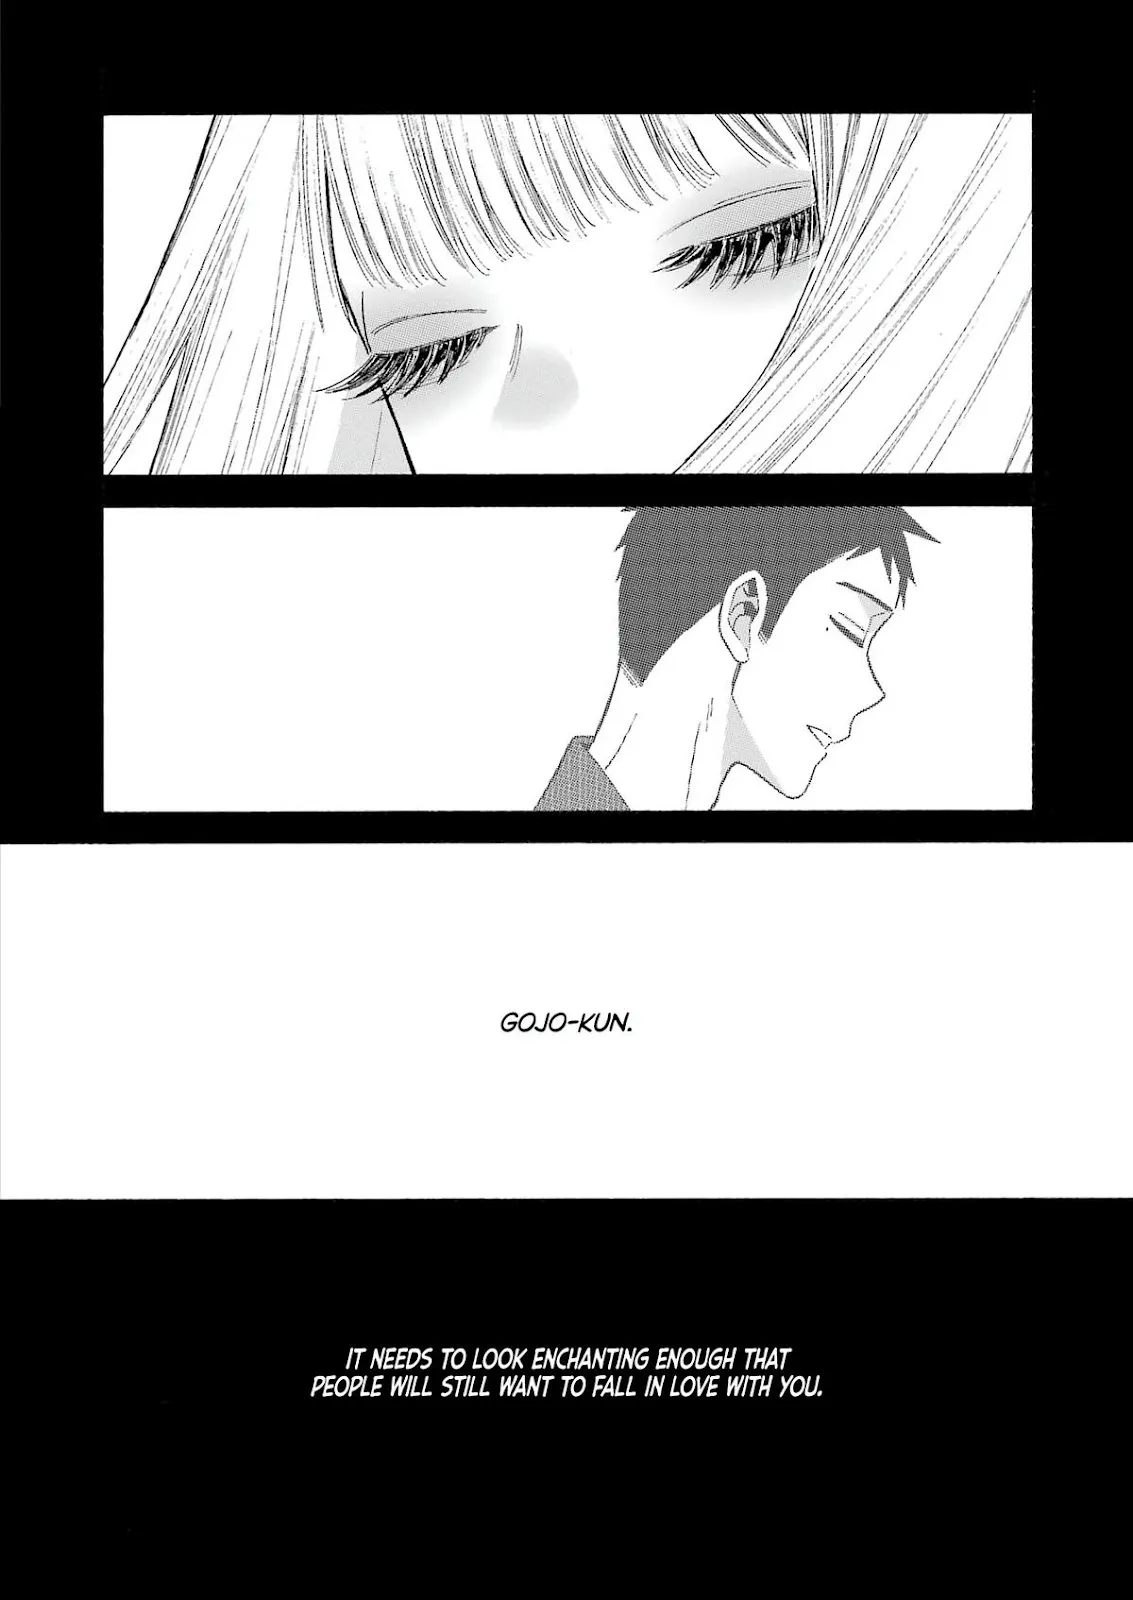 GOJO-KUN.
IT NEEDS TO LOOK ENCHANTING ENOUGH THAT
PEOPLE WILL STILL WANT TO FALL IN LOVE WITH YOU.